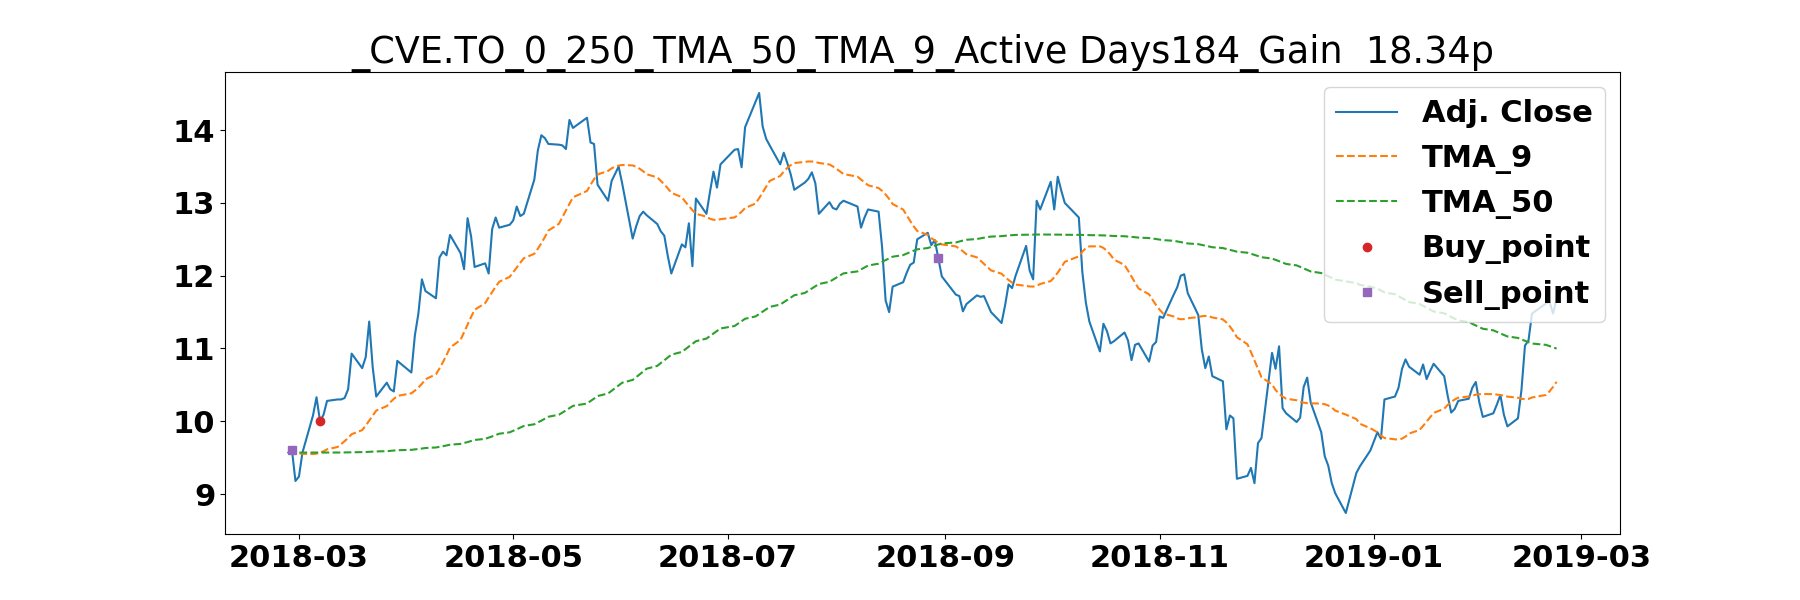 _CVE.TO_0_250_TMA_50_TMA_9_Active Days184_Gain  18.34p
Adj. Close
TMA_9
TMA_50
Buy_point
Sell_point
14
13
12
11
10
9
2018-03 2018-05 2018-07 2018-09 2018-11 2019-01 2019-03